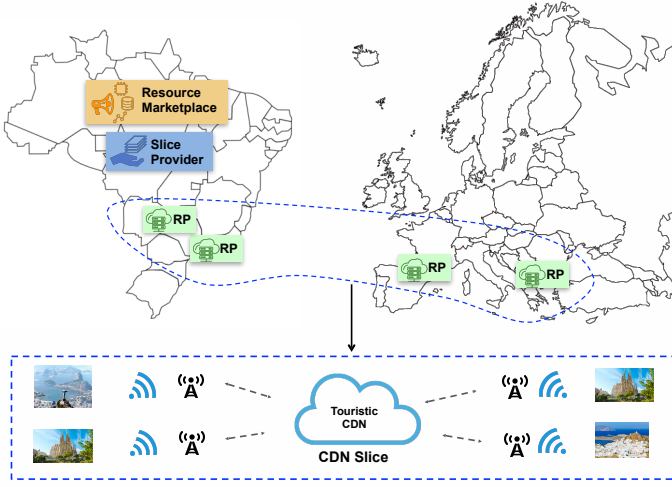 Resource
Marketplace
Slice
Provider
RP
RP
RP
RP
Touristic
CDN
CDN Slice